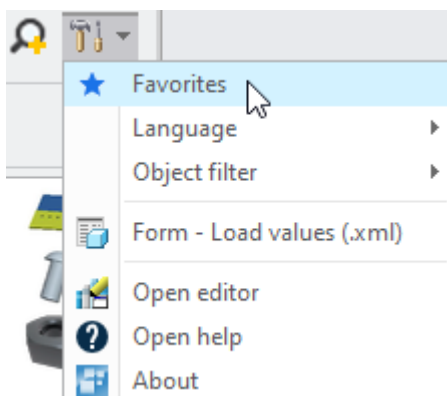 Favorites
Language
Object filter
Form - Load values (.xml)
Open editor
Open help
About